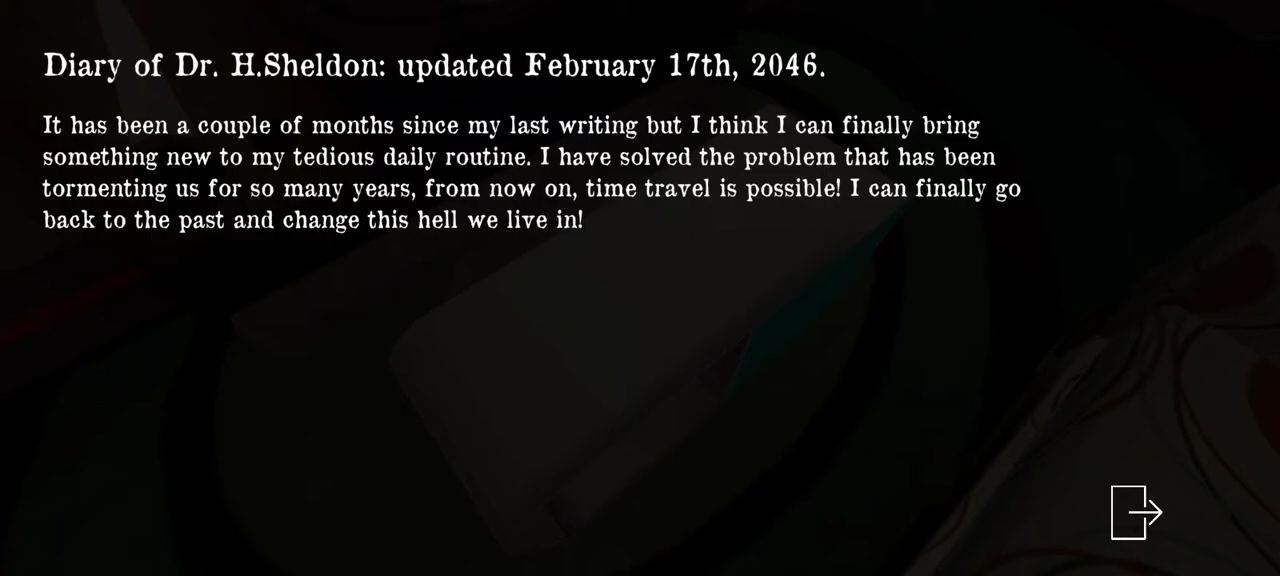 Diary of Dr. H.Sheldon: updated February 17th, 2046.
It has been a couple of months since my last writing but I think I can finally bring
something new to my tedious daily routine. I have solved the problem that has been
tormenting us for so many years, from now on, time travel is possible! I can finally go
back to the past and change this hell we live in!